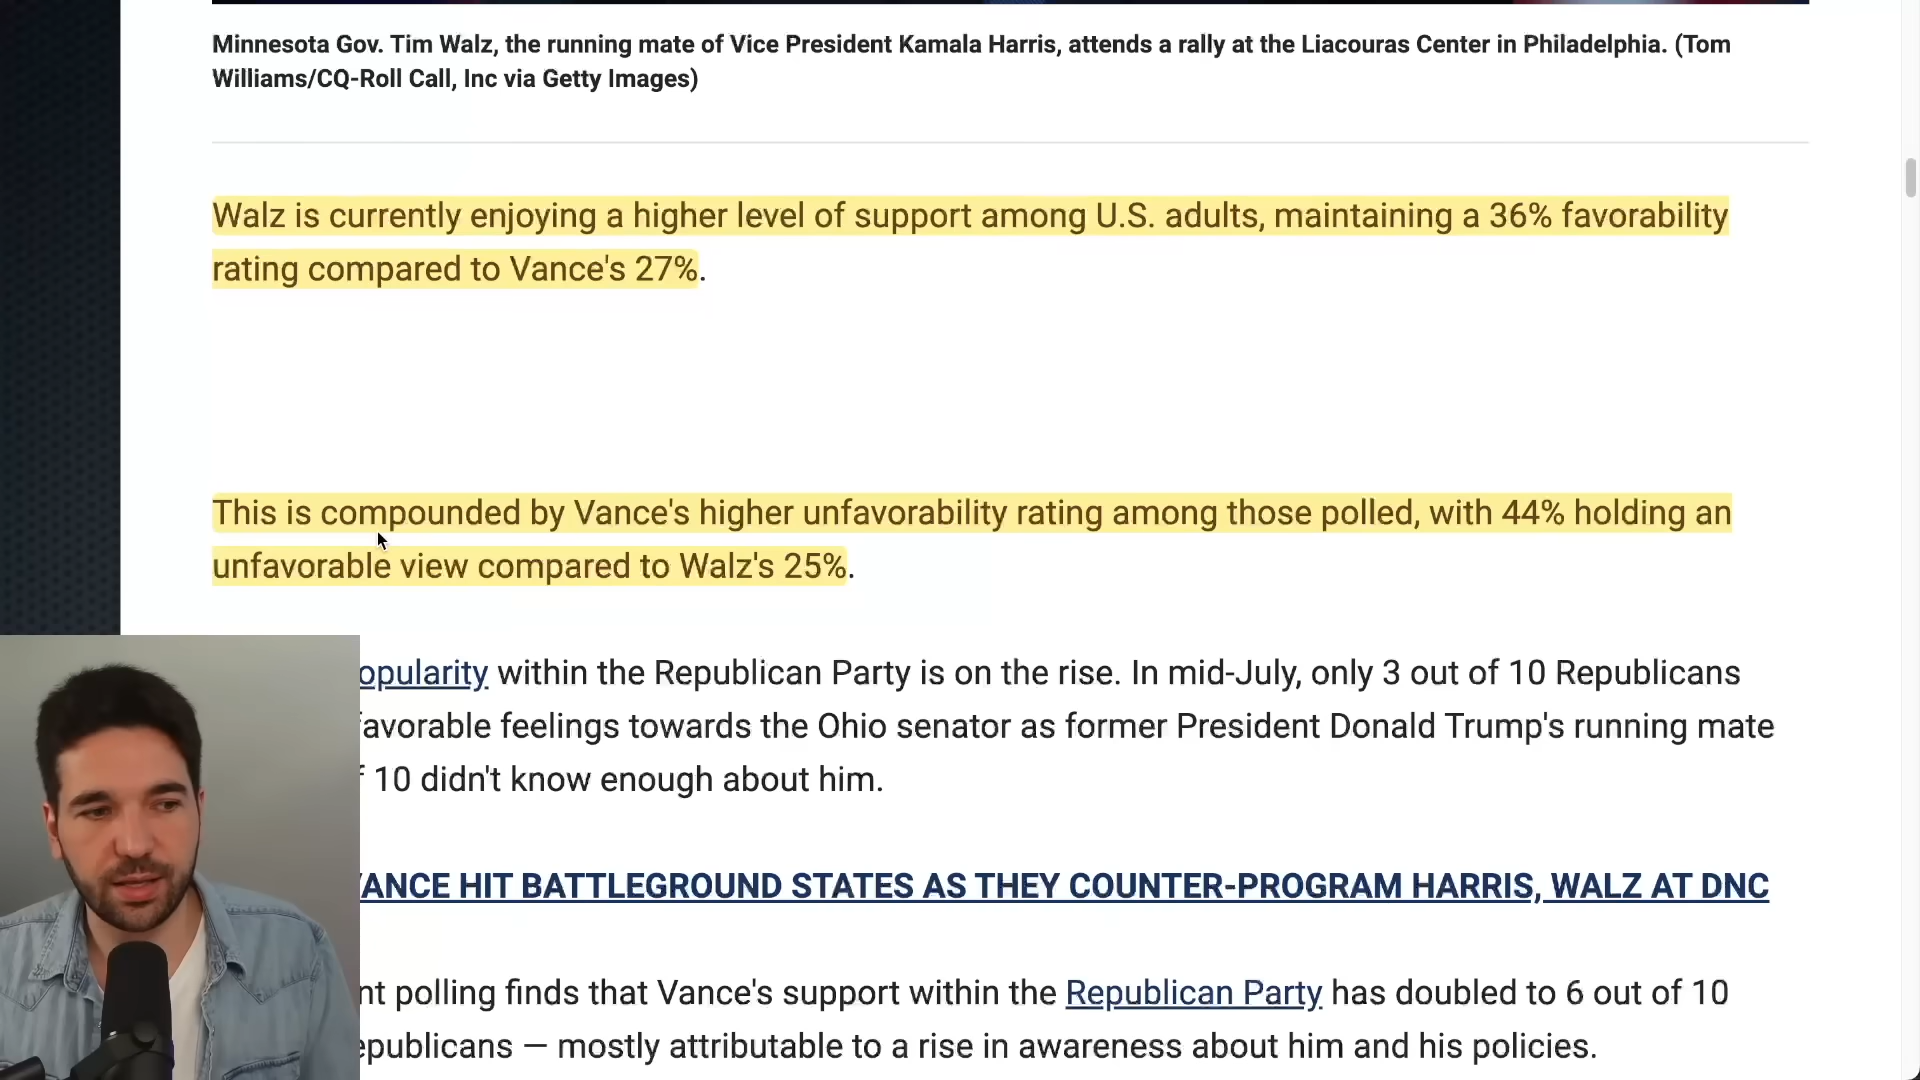 Minnesota Gov. Tim Walz, the running mate of Vice President Kamala Harris, attends a rally at the Liacouras Center in Philadelphia. (Tom
Williams/CQ-Roll Call, Inc via Getty Images)
Walz is currently enjoying a higher level of support among U.S. adults, maintaining a 36% favorability
rating compared to Vance's 27%.
This is compounded by Vance's higher unfavorability rating among those polled, with 44% holding an
unfavorable view compared to Walz's 25%.
opularity within the Republican Party is on the rise. In mid-July, only 3 out of 10 Republicans
favorable feelings towards the Ohio senator as former President Donald Trump's running mate
10 didn't know enough about him.
VANCE HIT BATTLEGROUND STATES AS THEY COUNTER-PROGRAM HARRIS, WALZ AT DNC
nt polling finds that Vance's support within the Republican Party has doubled to 6 out of 10
epublicans — mostly attributable to a rise in awareness about him and his policies.